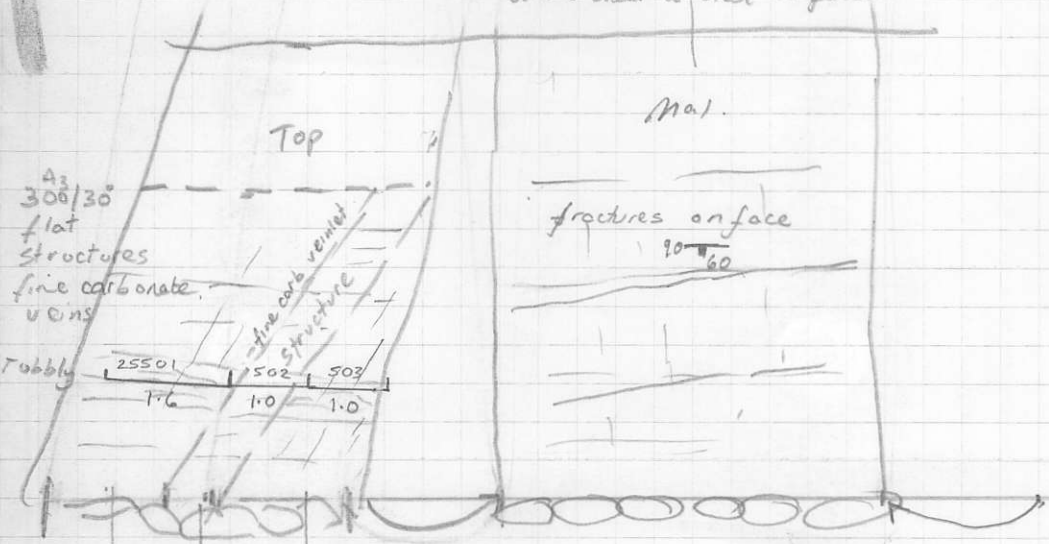 Top
Mal.
A3
300/30°
flat
structures
fine carbonate
veins
fractures on face
90 60
fine carb veinlet
structure
25501 502 503
1.6 1.0 1.0